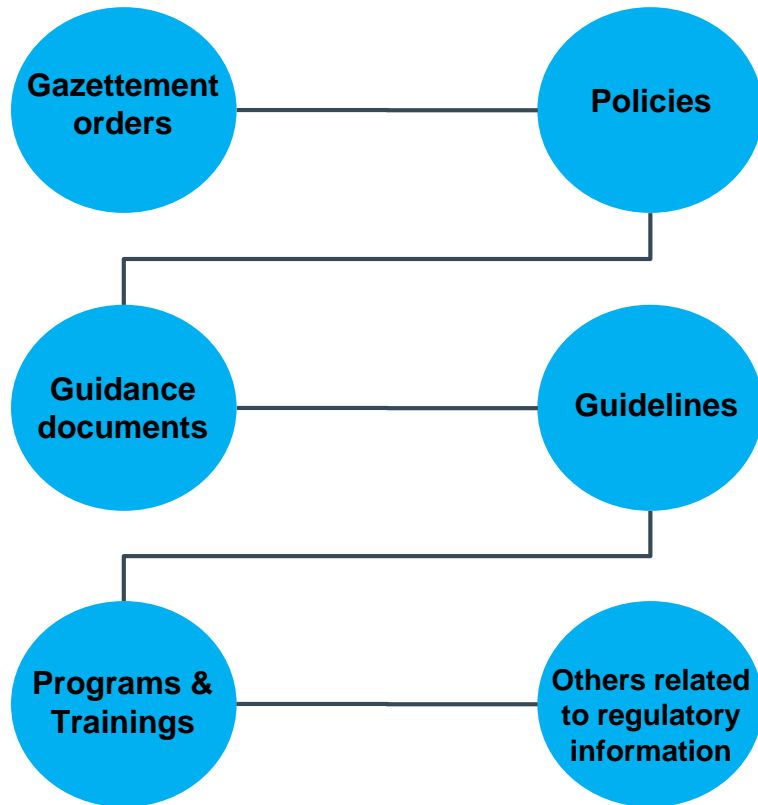 Gazettement
orders
Policies
Guidance
documents
Guidelines
Programs &
Trainings
Others related
to regulatory
information